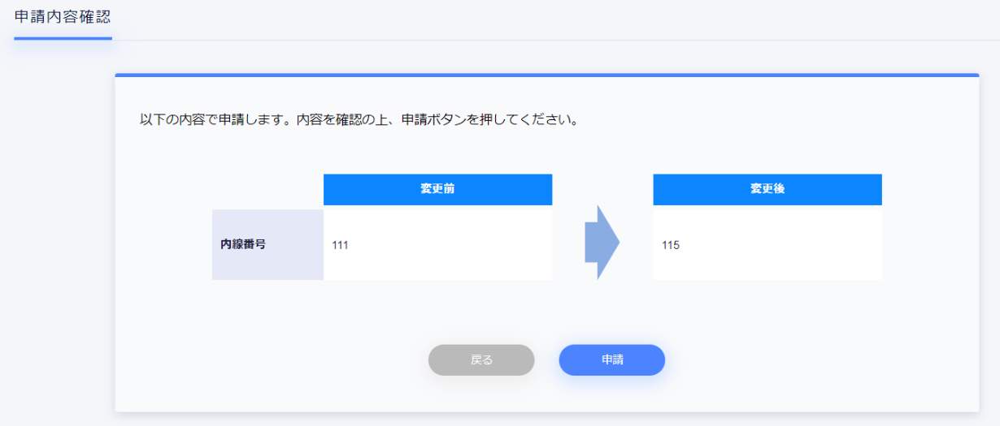 申請内容確認
以下の内容で申請します。内容を確認の上、申請ボタンを押してください。
変更前
変更後
内線番号
111
115
戻る
申請